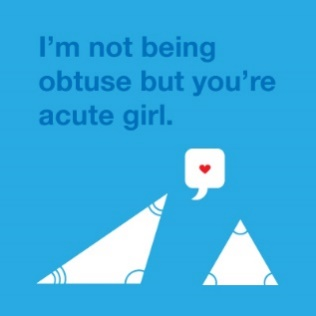 I'm not being
obtuse but you're
acute girl.